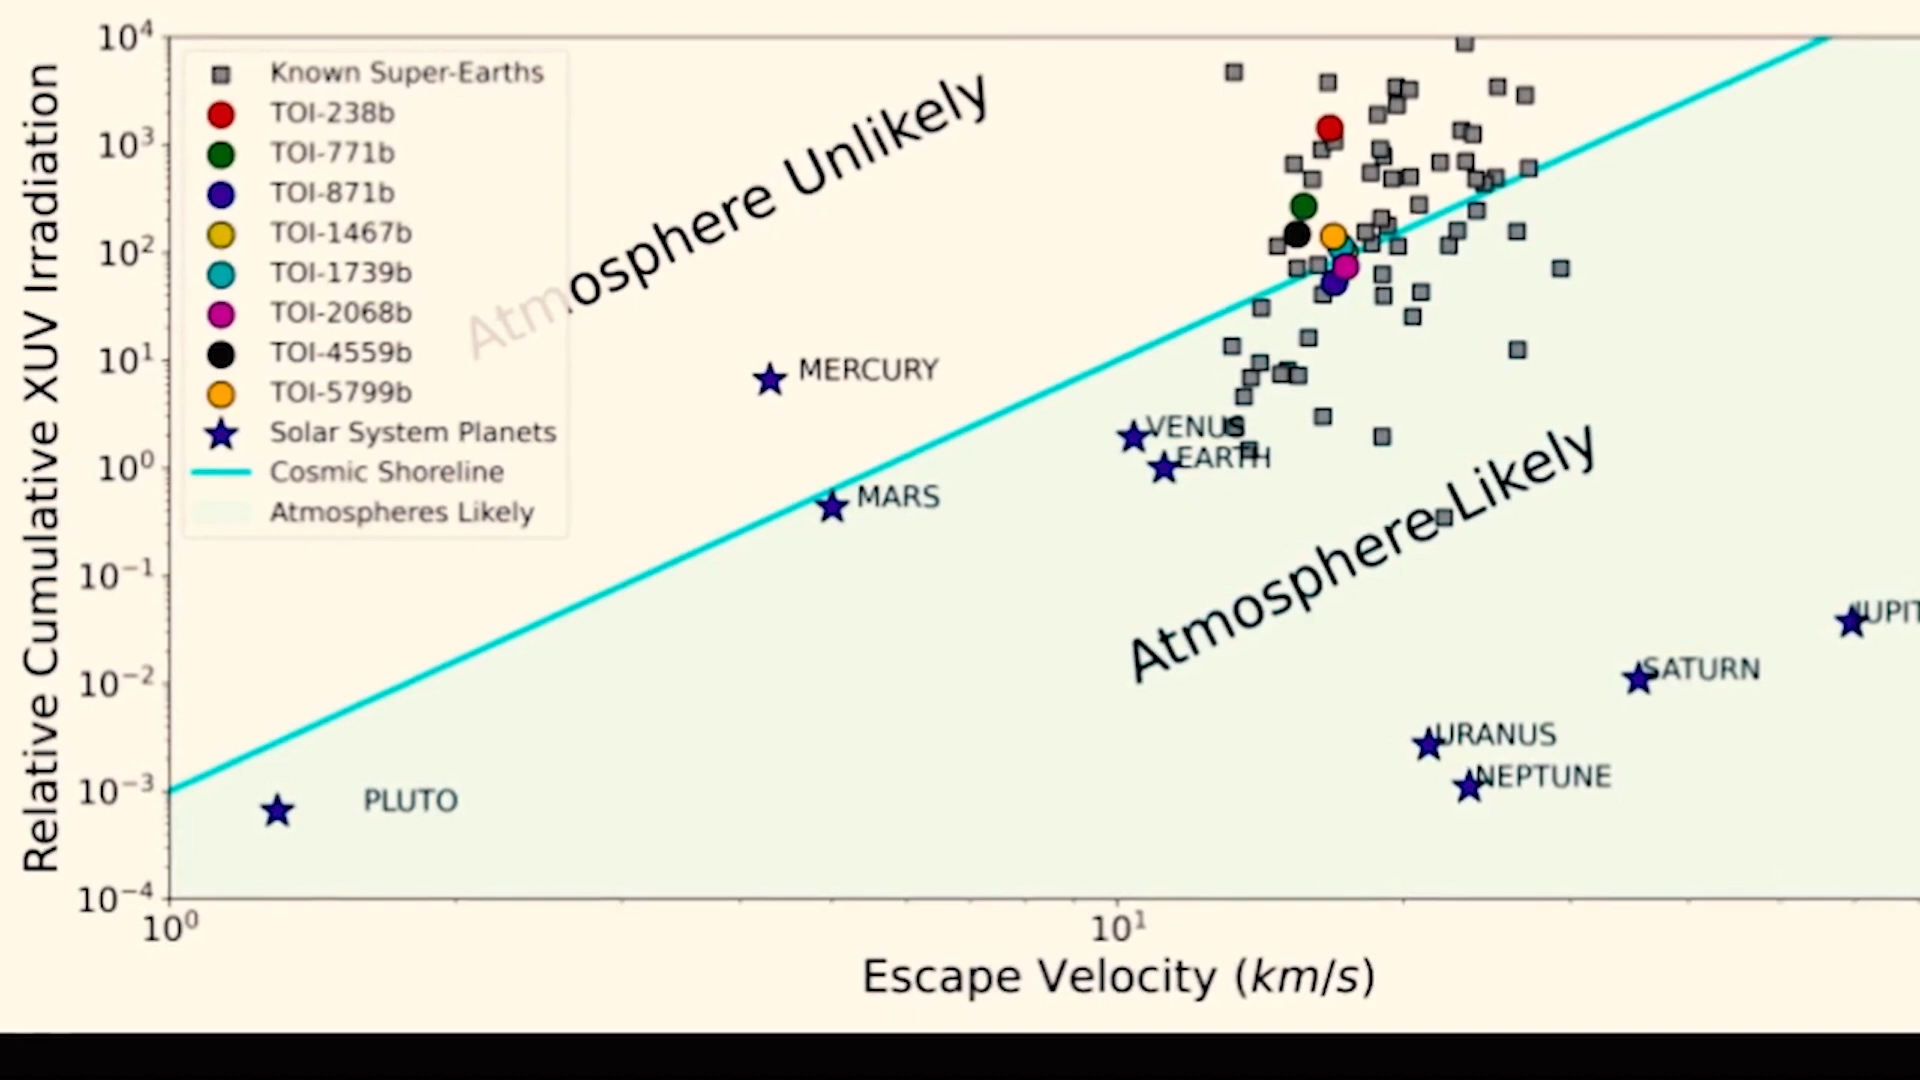 10⁴
10³
10²
10¹
10⁰
10⁻¹
10⁻²
10⁻³
10⁻⁴
Relative Cumulative XUV Irradiation
Known Super-Earths
TOI-238b
TOI-771b
TOI-871b
TOI-1467b
TOI-1739b
TOI-2068b
TOI-4559b
TOI-5799b
Solar System Planets
Cosmic Shoreline
Atmospheres Likely
Atmosphere Unlikely
MERCURY
VENUS
EARTH
MARS
Atmosphere Likely
JUPIT
SATURN
URANUS
NEPTUNE
PLUTO
10⁰
10¹
Escape Velocity (km/s)